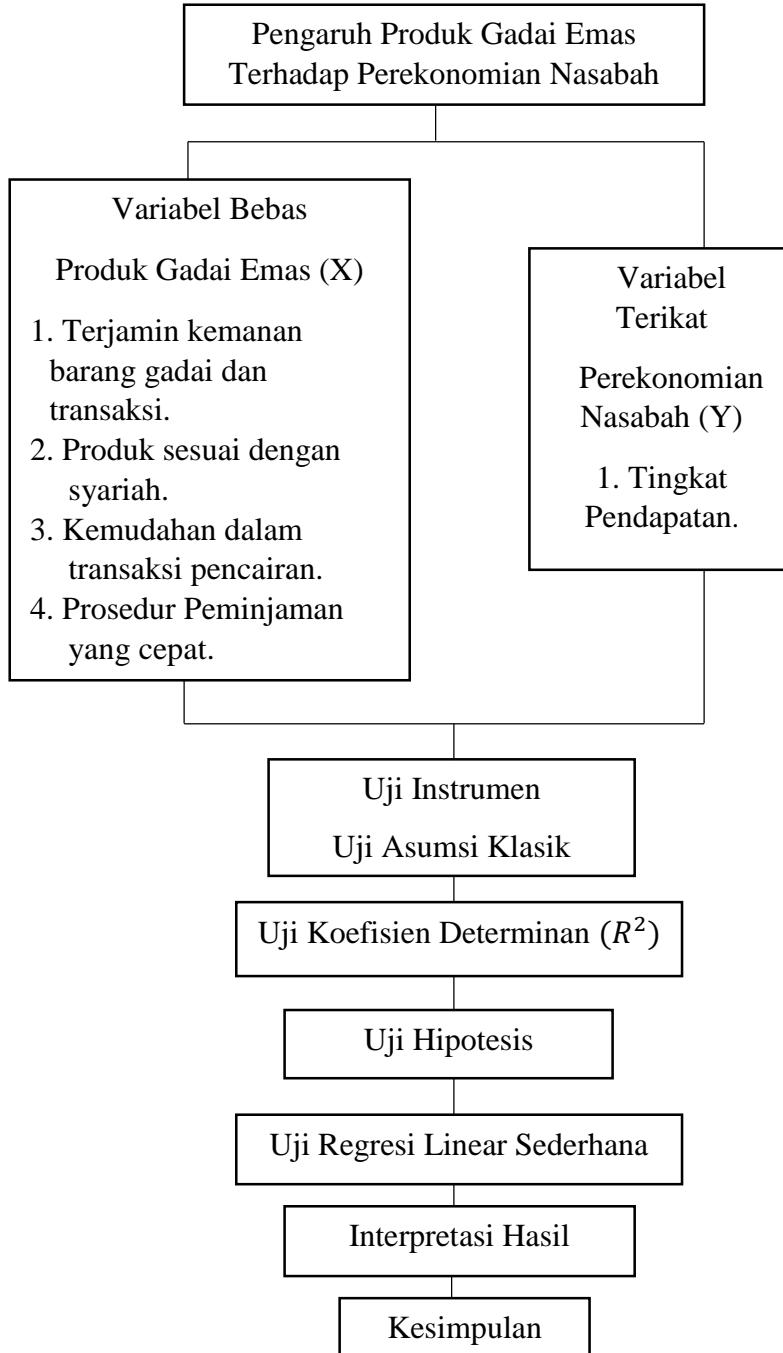 Pengaruh Produk Gadai Emas
Terhadap Perekonomian Nasabah
Variabel Bebas
Produk Gadai Emas (X)
1. Terjamin kemanan
barang gadai dan
transaksi.
2. Produk sesuai dengan
syariah.
3. Kemudahan dalam
transaksi pencairan.
4. Prosedur Peminjaman
yang cepat.
Variabel
Terikat
Perekonomian
Nasabah (Y)
1. Tingkat
Pendapatan.
Uji Instrumen
Uji Asumsi Klasik
Uji Koefisien Determinan (𝑅²)
Uji Hipotesis
Uji Regresi Linear Sederhana
Interpretasi Hasil
Kesimpulan